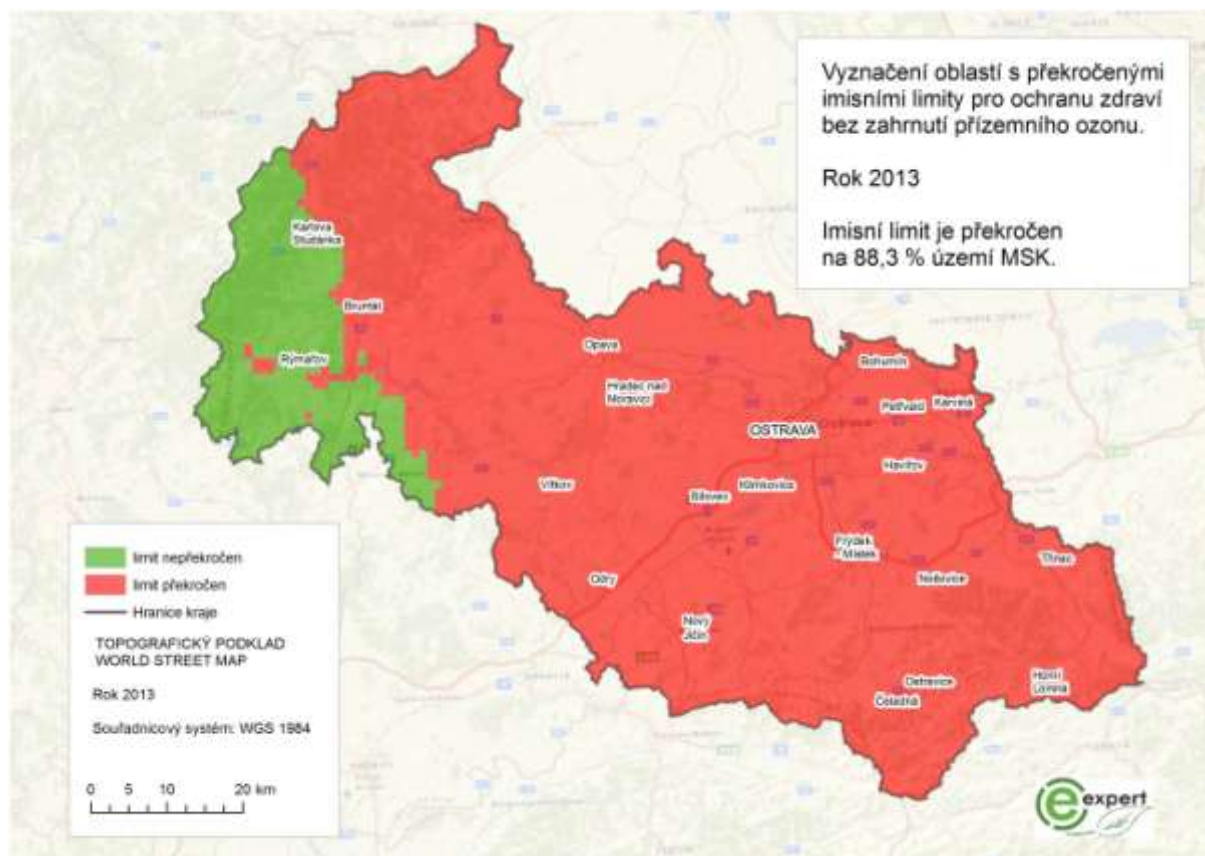 Vyznačení oblastí s překročenými
imisními limity pro ochranu zdraví
bez zahrnutí přízemního ozonu.
Rok 2013
Imisní limit je překročen
na 88,3 % území MSK.
Karlova
Studánka
Bruntál
Rýmařov
Opava
Hradec nad
Moravicí
Bohumín
Petřvald
Karviná
OSTRAVA
Havířov
Vítkov
Klimkovice
Bílovec
Frýdek
- Místek
Třinec
Nošovice
Odry
Nový
Jičín
Ostravice
Čeladná
Horní
Lomná
limit nepřekročen
limit překročen
Hranice kraje
TOPOGRAFICKÝ PODKLAD
WORLD STREET MAP
Rok 2013
Souřadnicový systém: WGS 1984
0 5 10 20 km
e expert